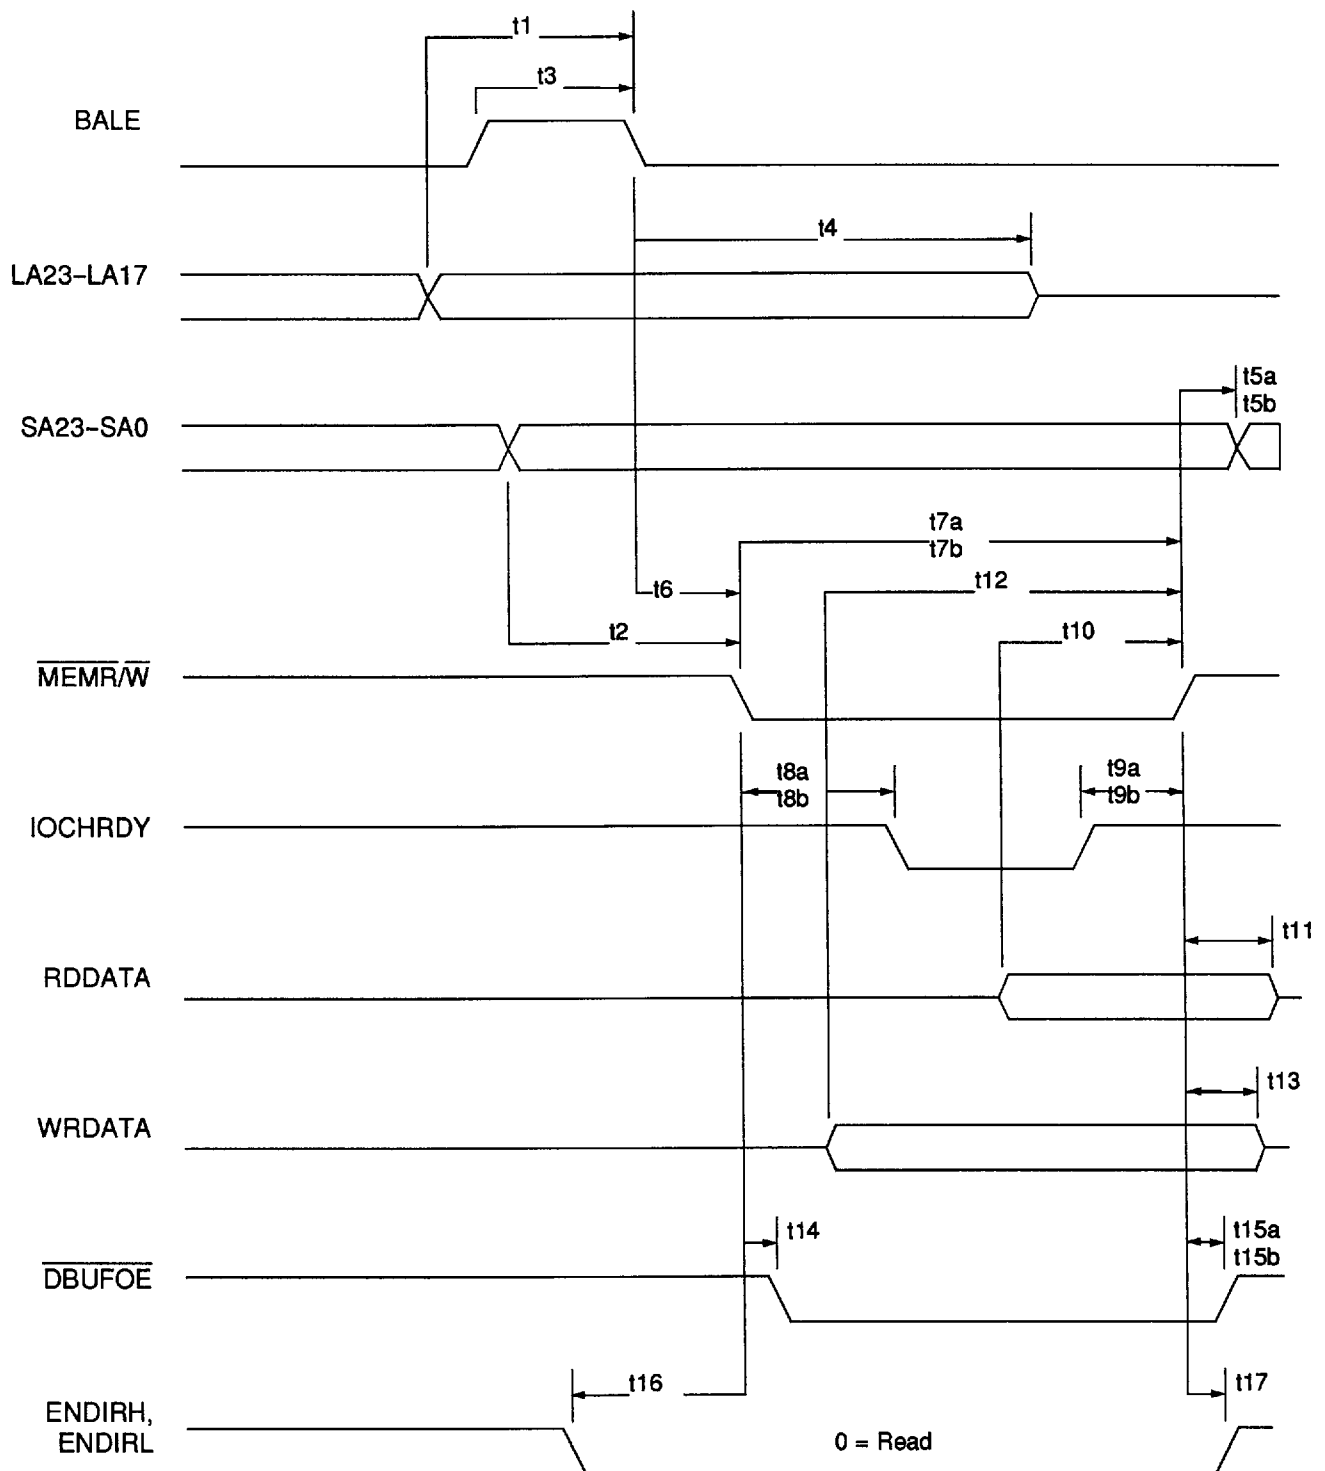 t1
t3
BALE
t4
LA23–LA17
t5a
t5b
SA23–SA0
t7a
t7b
t12
t6
t2
t10
MEMR/W
t8a
t8b
t9a
t9b
IOCHRDY
t11
RDDATA
t13
WRDATA
t14
t15a
t15b
DBUFOE
t16
t17
ENDIRH,
ENDIRL
0 = Read